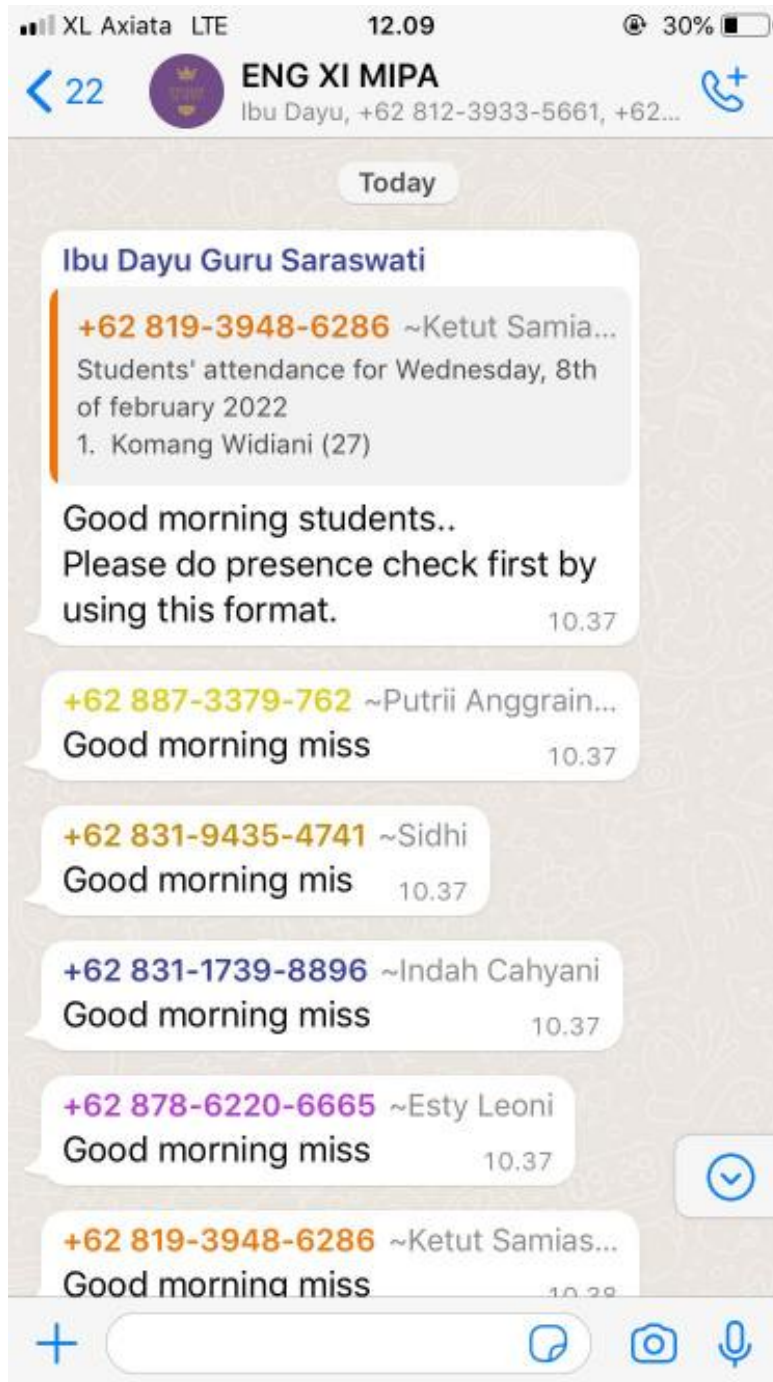 XL Axiata LTE 12.09 30%
22 ENG XI MIPA
Ibu Dayu, +62 812-3933-5661, +62...
Today
Ibu Dayu Guru Saraswati
+62 819-3948-6286 ~Ketut Samia...
Students' attendance for Wednesday, 8th
of february 2022
1. Komang Widiani (27)
Good morning students..
Please do presence check first by
using this format.
10.37
+62 887-3379-762 ~Putrii Anggrain...
Good morning miss 10.37
+62 831-9435-4741 ~Sidhi
Good morning mis 10.37
+62 831-1739-8896 ~Indah Cahyani
Good morning miss 10.37
+62 878-6220-6665 ~Esty Leoni
Good morning miss 10.37
+62 819-3948-6286 ~Ketut Samias...
Good morning miss 10.38